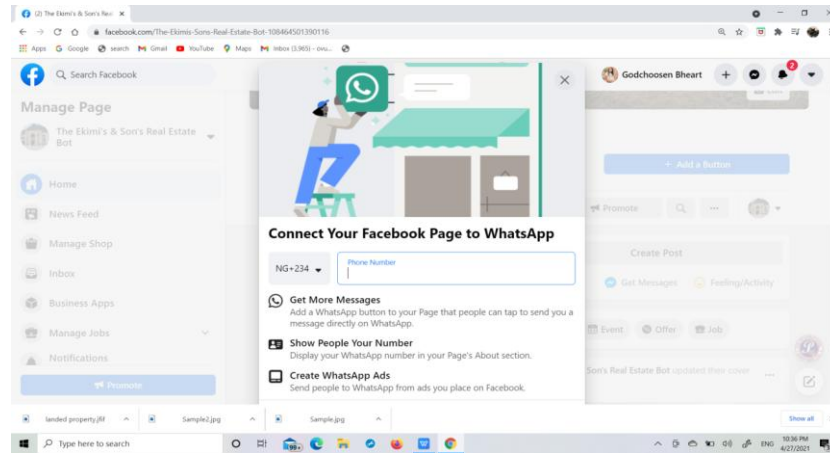 (2) The Ekimi's & Son's Real
facebook.com/The-Ekimis-Sons-Real-Estate-Bot-108464501390116
Apps
Google
search
Gmail
YouTube
Maps
Inbox (3,965) - ovu...
Search Facebook
Godchoosen Bheart
2
Manage Page
The Ekimi's & Son's Real Estate
Bot
+ Add a Button
Home
News Feed
Promote
Manage Shop
Connect Your Facebook Page to WhatsApp
Create Post
NG+234
Phone Number
Inbox
Get Messages
Feeling/Activity
Get More Messages
Business Apps
Add a WhatsApp button to your Page that people can tap to send you a
message directly on WhatsApp.
Manage Jobs
Event
Offer
Job
Show People Your Number
Display your WhatsApp number in your Page's About section.
Notifications
Create WhatsApp Ads
Son's Real Estate Bot updated their cover
Promote
Send people to WhatsApp from ads you place on Facebook.
landed property.jfif
Sample2.jpg
Sample.jpg
Show all
Type here to search
99+
ENG
10:36 PM
4/27/2021